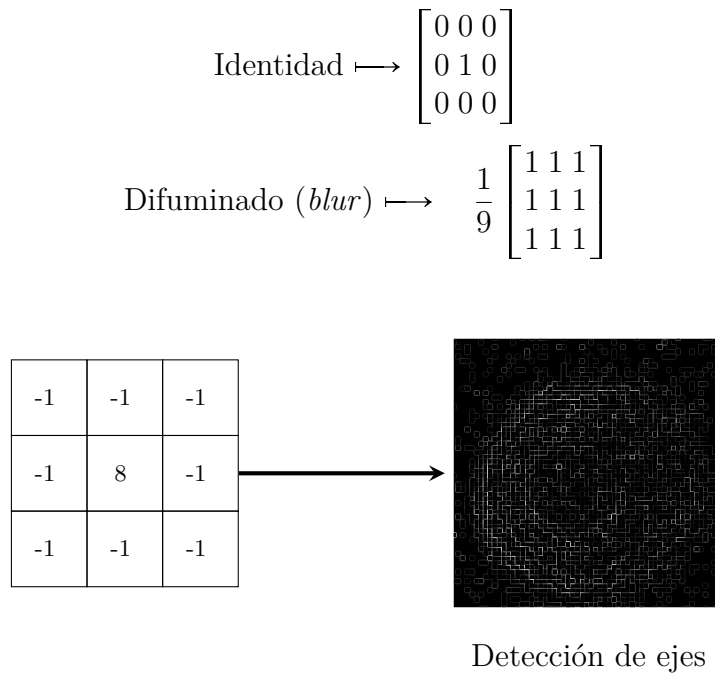 Identidad ⟼ [0 0 0
0 1 0
0 0 0]
Difuminado (blur) ⟼ 1/9 [1 1 1
1 1 1
1 1 1]
-1 -1 -1
-1 8 -1
-1 -1 -1
Detección de ejes